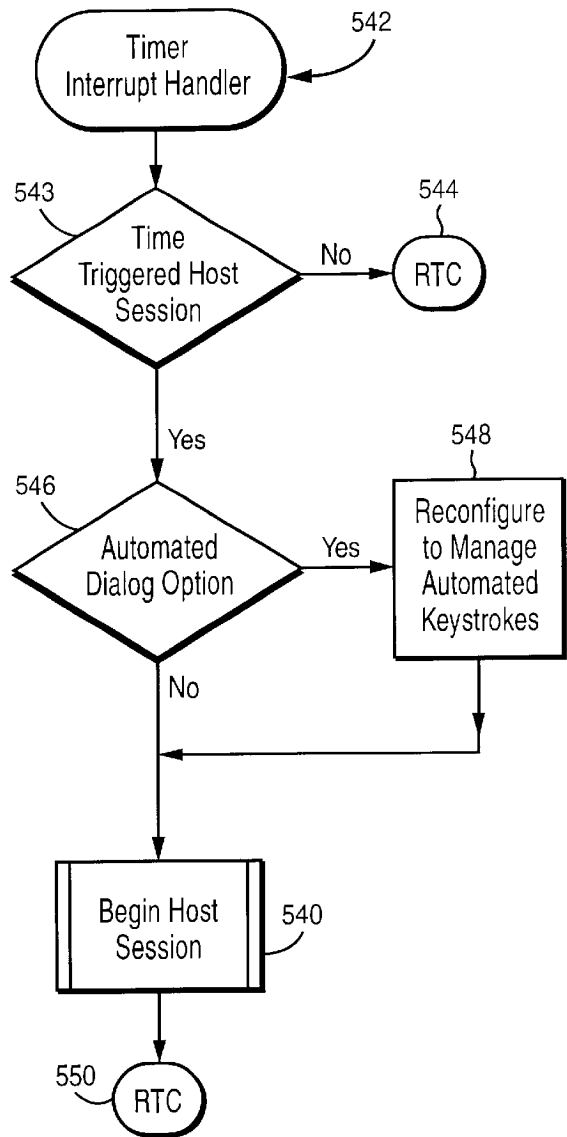 Timer
Interrupt Handler
542
543
544
Time
Triggered Host
Session
No
RTC
Yes
546
548
Automated
Dialog Option
Yes
Reconfigure
to Manage
Automated
Keystrokes
No
Begin Host
Session
540
550
RTC